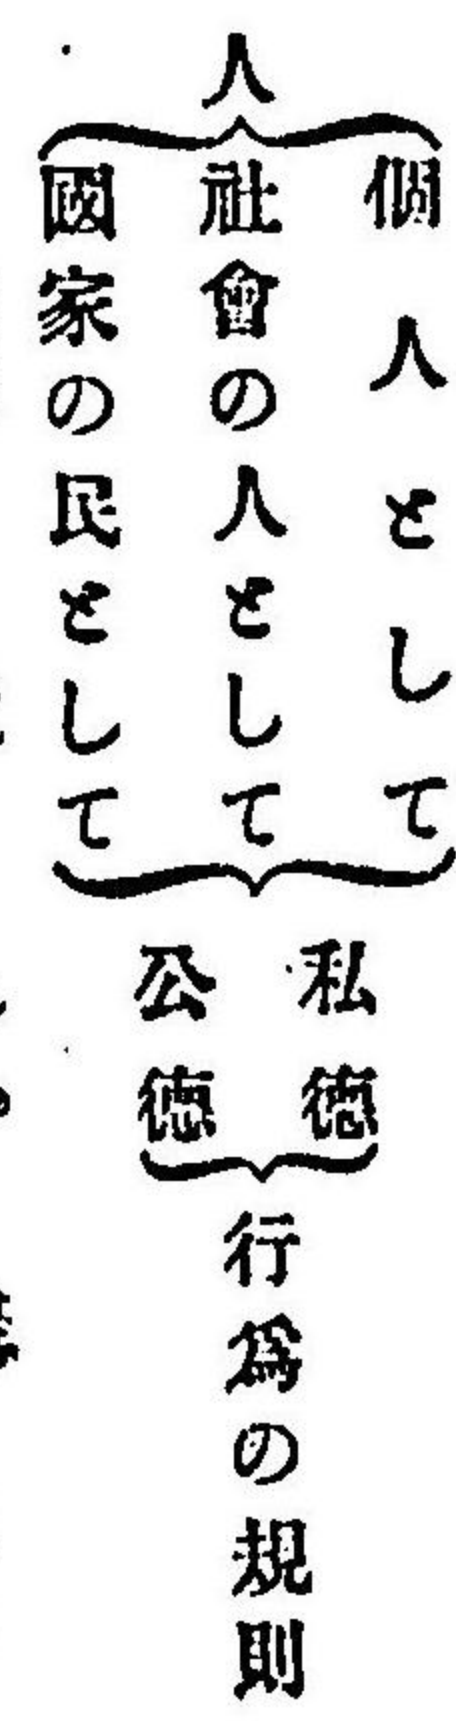 人
個人として
社會の人として
國家の民として
私德
公德
行爲の規則